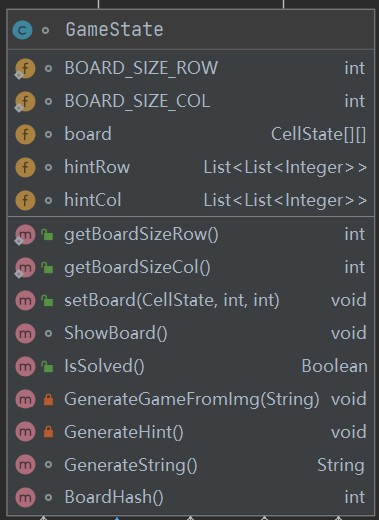 GameState
BOARD_SIZE_ROW int
BOARD_SIZE_COL int
board CellState[][]
hintRow List<List<Integer>>
hintCol List<List<Integer>>
getBoardSizeRow() int
getBoardSizeCol() int
setBoard(CellState, int, int) void
ShowBoard() void
IsSolved() Boolean
GenerateGameFromImg(String) void
GenerateHint() void
GenerateString() String
BoardHash() int